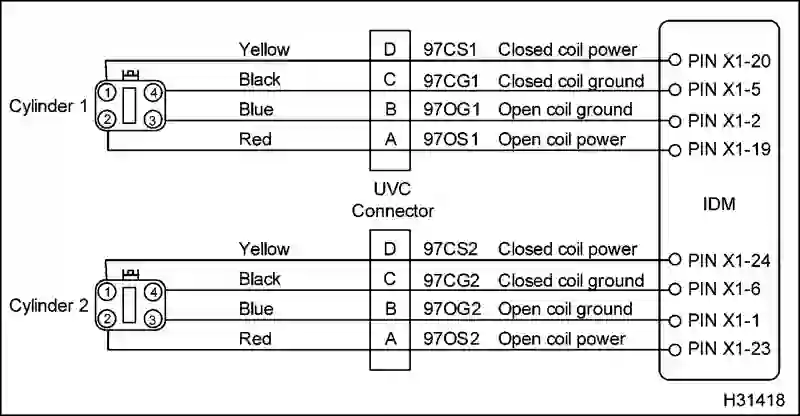 Yellow D 97CS1 Closed coil power PIN X1-20
Black C 97CG1 Closed coil ground PIN X1-5
1 4
Cylinder 1
Blue B 97OG1 Open coil ground PIN X1-2
2 3
Red A 97OS1 Open coil power PIN X1-19
UVC
Connector
IDM
Yellow D 97CS2 Closed coil power PIN X1-24
Black C 97CG2 Closed coil ground PIN X1-6
1 4
Cylinder 2
Blue B 97OG2 Open coil ground PIN X1-1
2 3
Red A 97OS2 Open coil power PIN X1-23
H31418